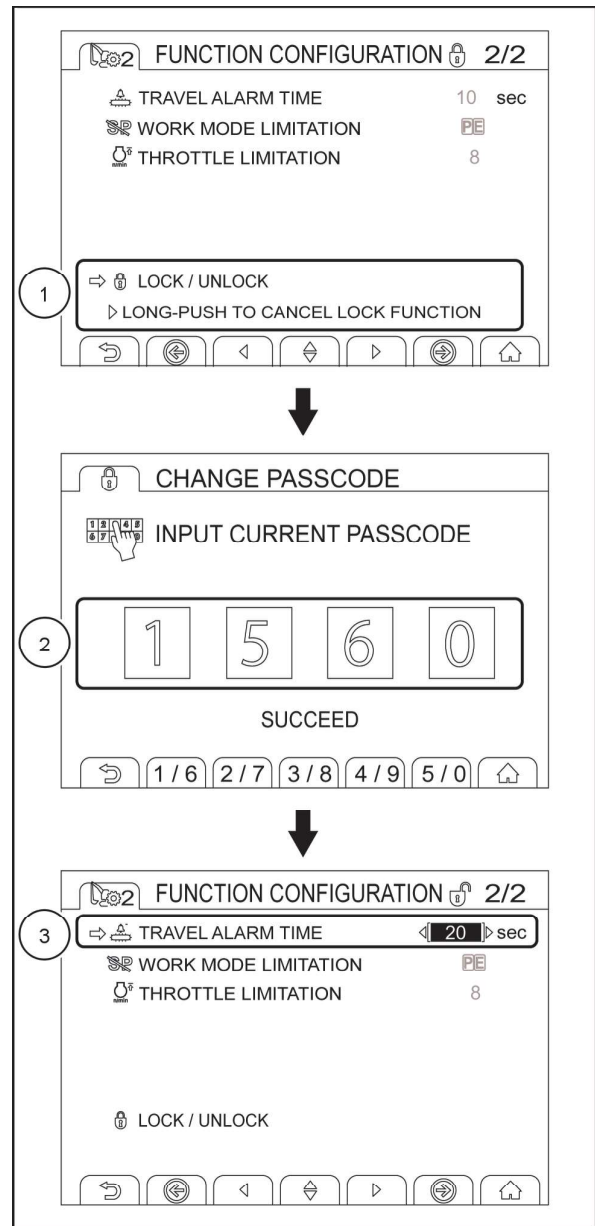 2 FUNCTION CONFIGURATION 2/2
TRAVEL ALARM TIME 10 sec
WORK MODE LIMITATION PE
n/min THROTTLE LIMITATION 8
1
LOCK / UNLOCK
LONG-PUSH TO CANCEL LOCK FUNCTION
CHANGE PASSCODE
INPUT CURRENT PASSCODE
2
1 5 6 0
SUCCEED
1 / 6 2 / 7 3 / 8 4 / 9 5 / 0
2 FUNCTION CONFIGURATION 2/2
3
TRAVEL ALARM TIME 20 sec
WORK MODE LIMITATION PE
n/min THROTTLE LIMITATION 8
LOCK / UNLOCK